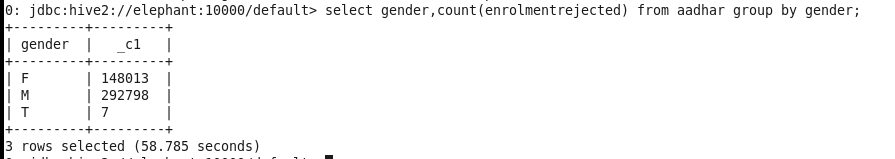 0: jdbc:hive2://elephant:10000/default> select gender,count(enrolmentrejected) from aadhar group by gender;
+---------+---------+
| gender  |   _c1   |
+---------+---------+
| F       | 148013  |
| M       | 292798  |
| T       | 7       |
+---------+---------+
3 rows selected (58.785 seconds)